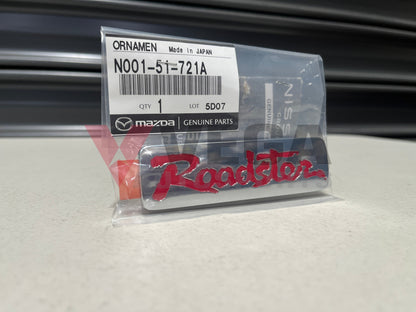 ORNAMEN Made in JAPAN
N001-51-721A
QTY 1 LOT 5D07
mazda GENUINE PARTS
Roadster